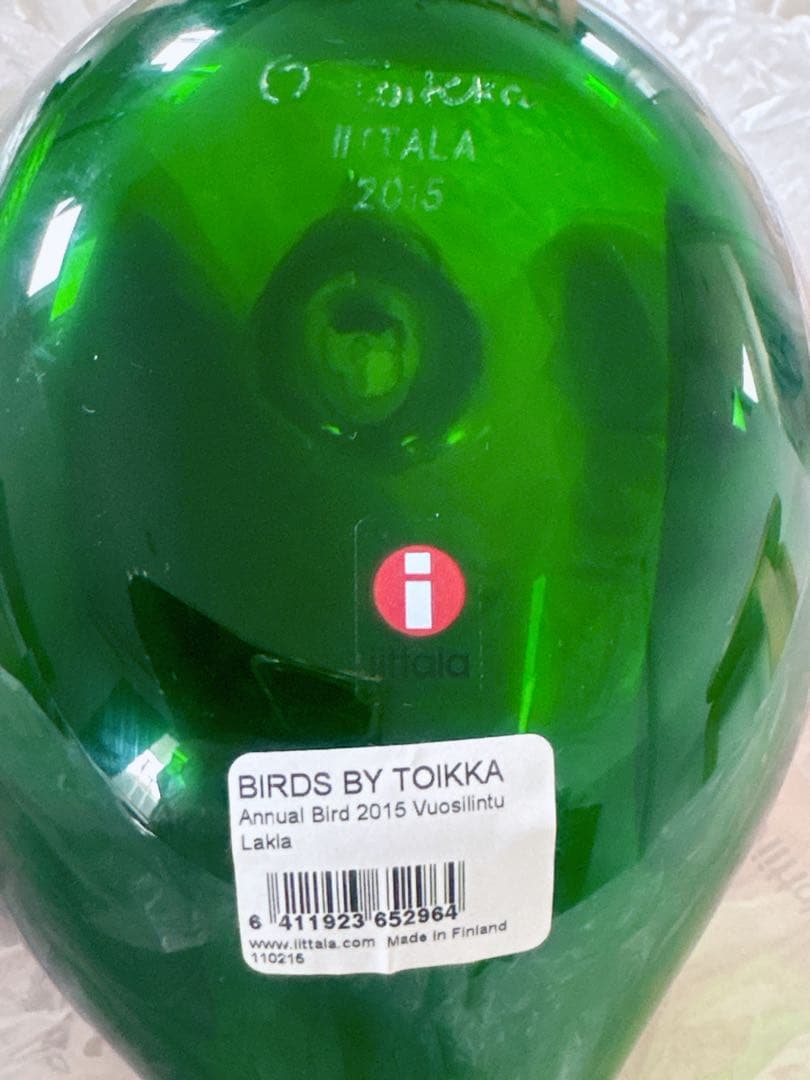 O Toikka
IITTALA
2015
i
iittala
BIRDS BY TOIKKA
Annual Bird 2015 Vuosilintu
Lakla
6 411923 652964
www.iittala.com Made in Finland
110215